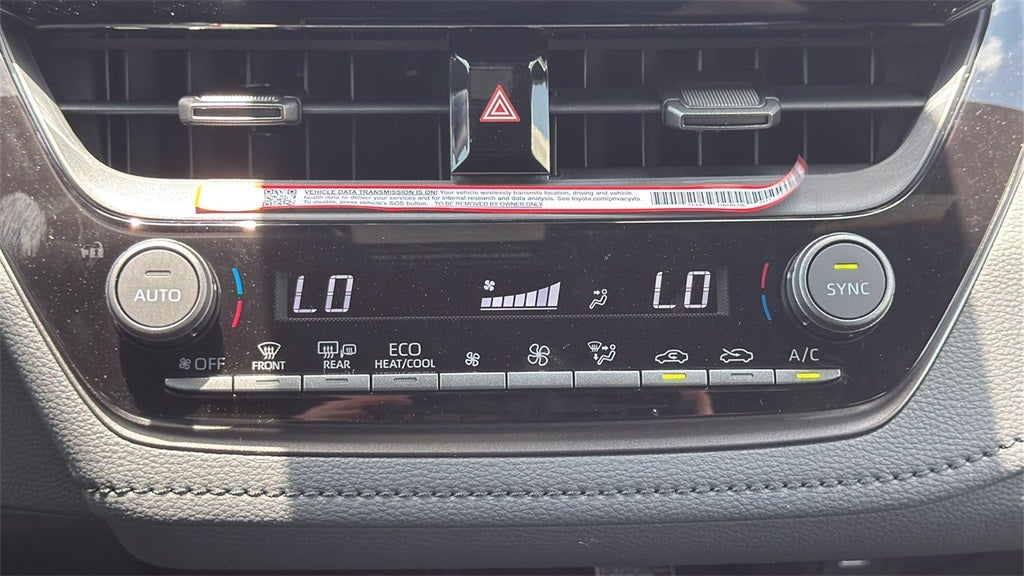 VEHICLE DATA TRANSMISSION IS ON! Your vehicle wirelessly transmits location, driving and vehicle
health data to deliver your services and for internal research and data analysis. See toyota.com/privacyvts.
To disable, press vehicle's SOS button. TO BE REMOVED BY OWNER ONLY
AUTO
LO
LO
SYNC
OFF
FRONT
REAR
ECO
HEAT/COOL
A/C